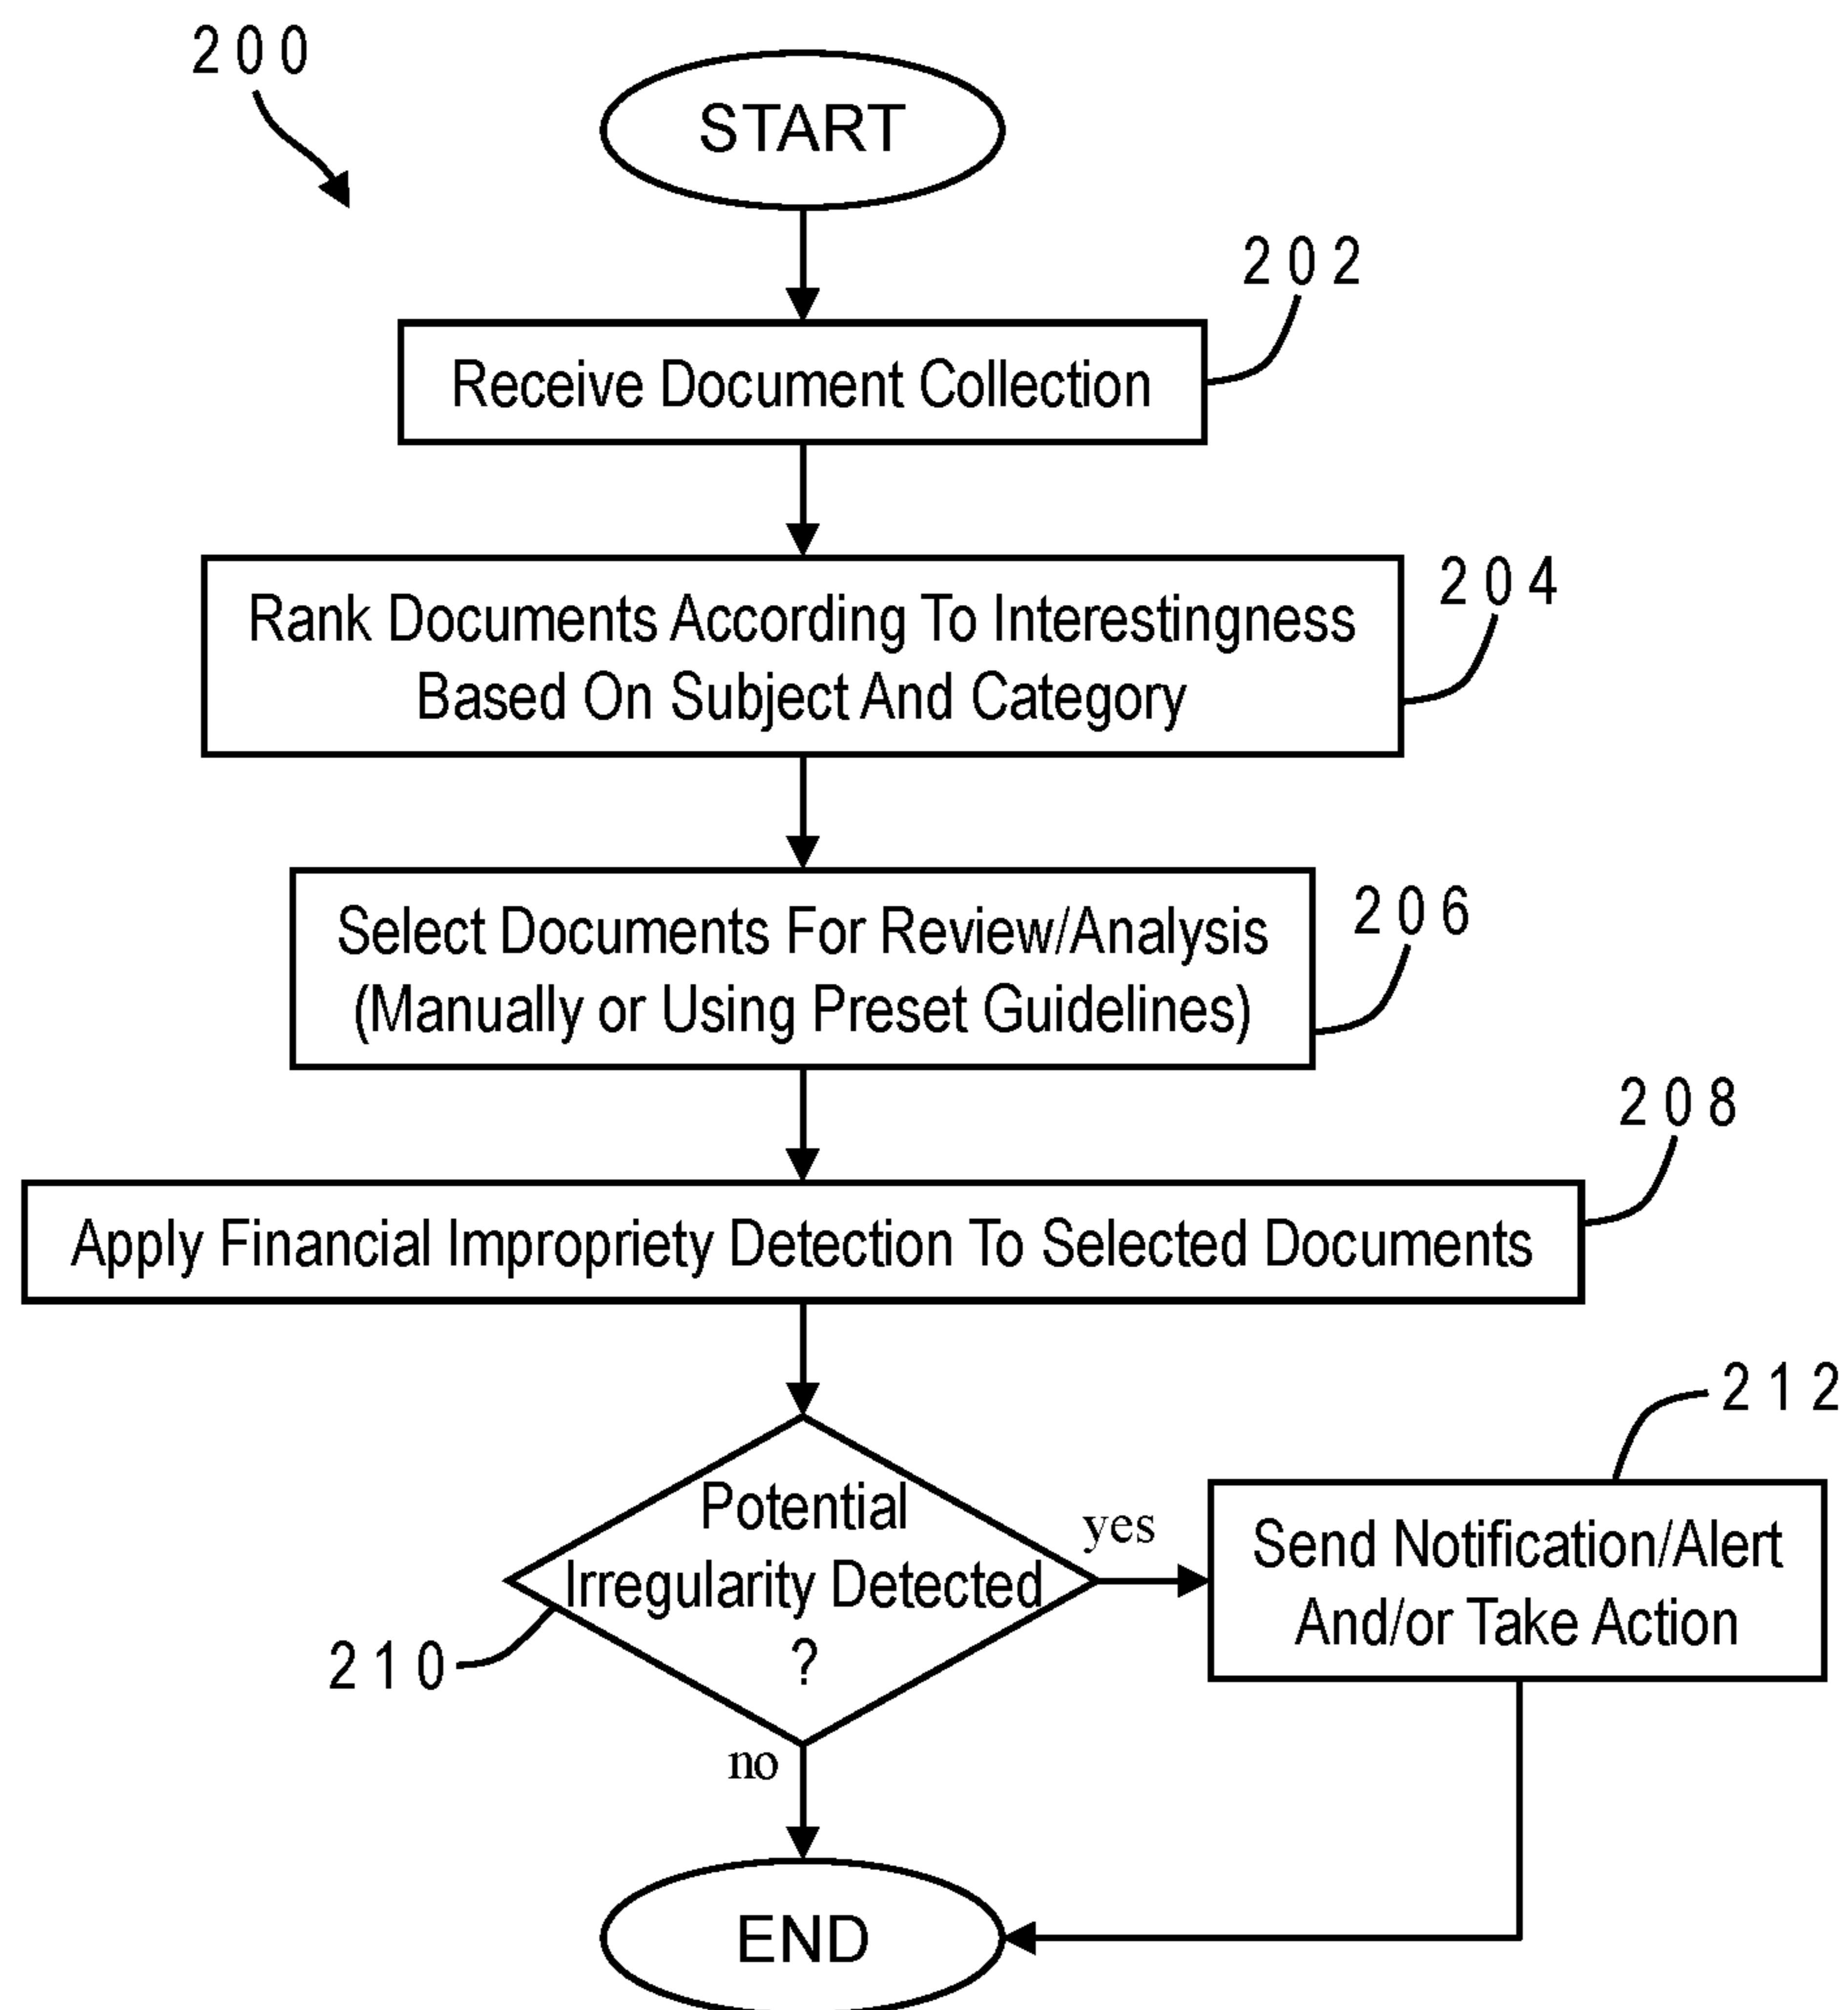 200
START
202
Receive Document Collection
204
Rank Documents According To Interestingness
Based On Subject And Category
206
Select Documents For Review/Analysis
(Manually or Using Preset Guidelines)
208
Apply Financial Impropriety Detection To Selected Documents
212
Potential
Irregularity Detected
?
yes
Send Notification/Alert
And/or Take Action
210
no
END